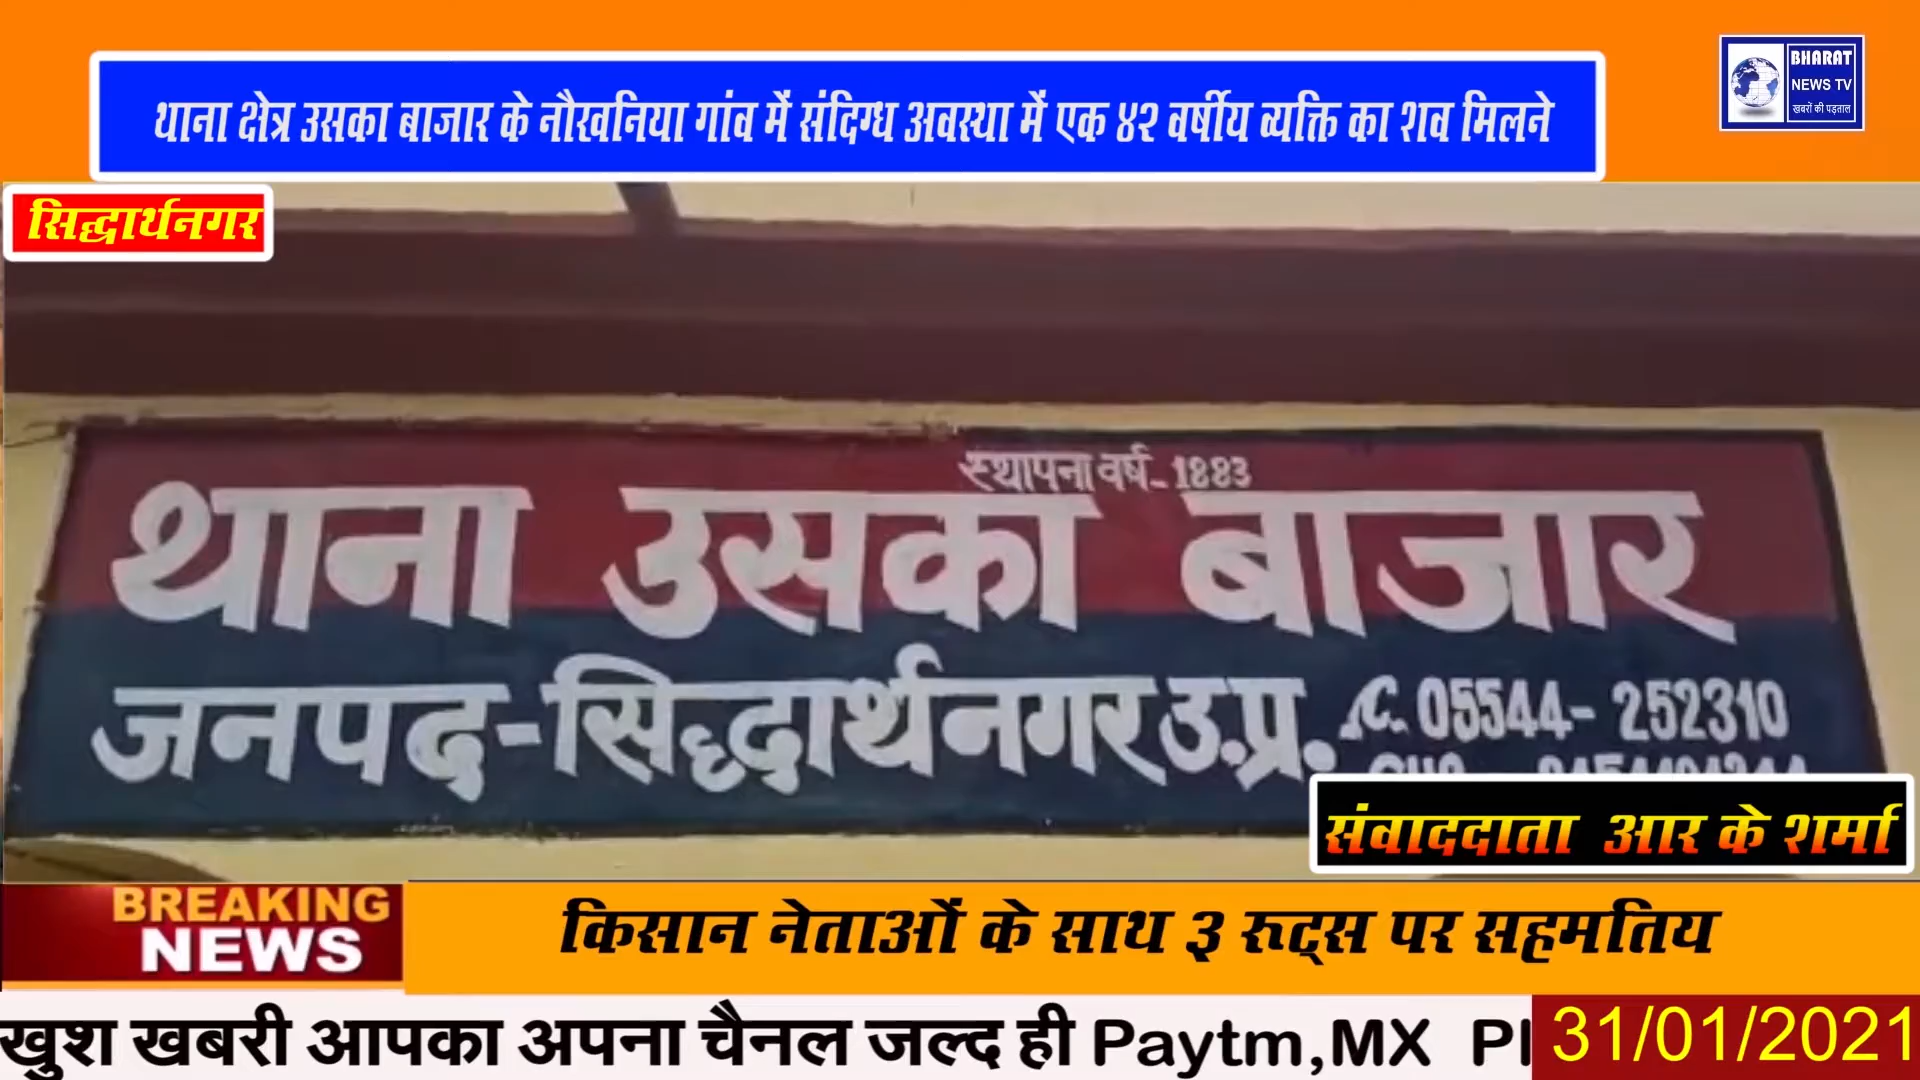 थाना क्षेत्र उसका बाजार के नौखनिया गांव में संदिग्ध अवस्था में एक ४२ वर्षीय व्यक्ति का शव मिलने
BHARAT
NEWS TV
खबरों की पड़ताल
सिद्धार्थनगर
स्थापना वर्ष- 1883
थाना उसका बाजार
जनपद-सिद्धार्थनगर उ.प्र. 05544-252310
संवाददाता आर के शर्मा
BREAKING
NEWS
किसान नेताओं के साथ ३ रूट्स पर सहमतिय
खुश खबरी आपका अपना चैनल जल्द ही Paytm,MX Pl
31/01/2021